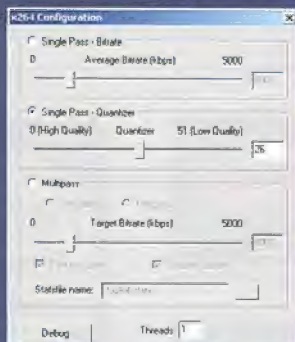 x264 Configuration
Single Pass - Bitrate
0 Average Bitrate (kbps) 5000
Single Pass - Quantizer
0 (High Quality) Quantizer 51 (Low Quality)
26
Multipass
0 Target Bitrate (kbps) 5000
Statsfile name:
Debug Threads 1